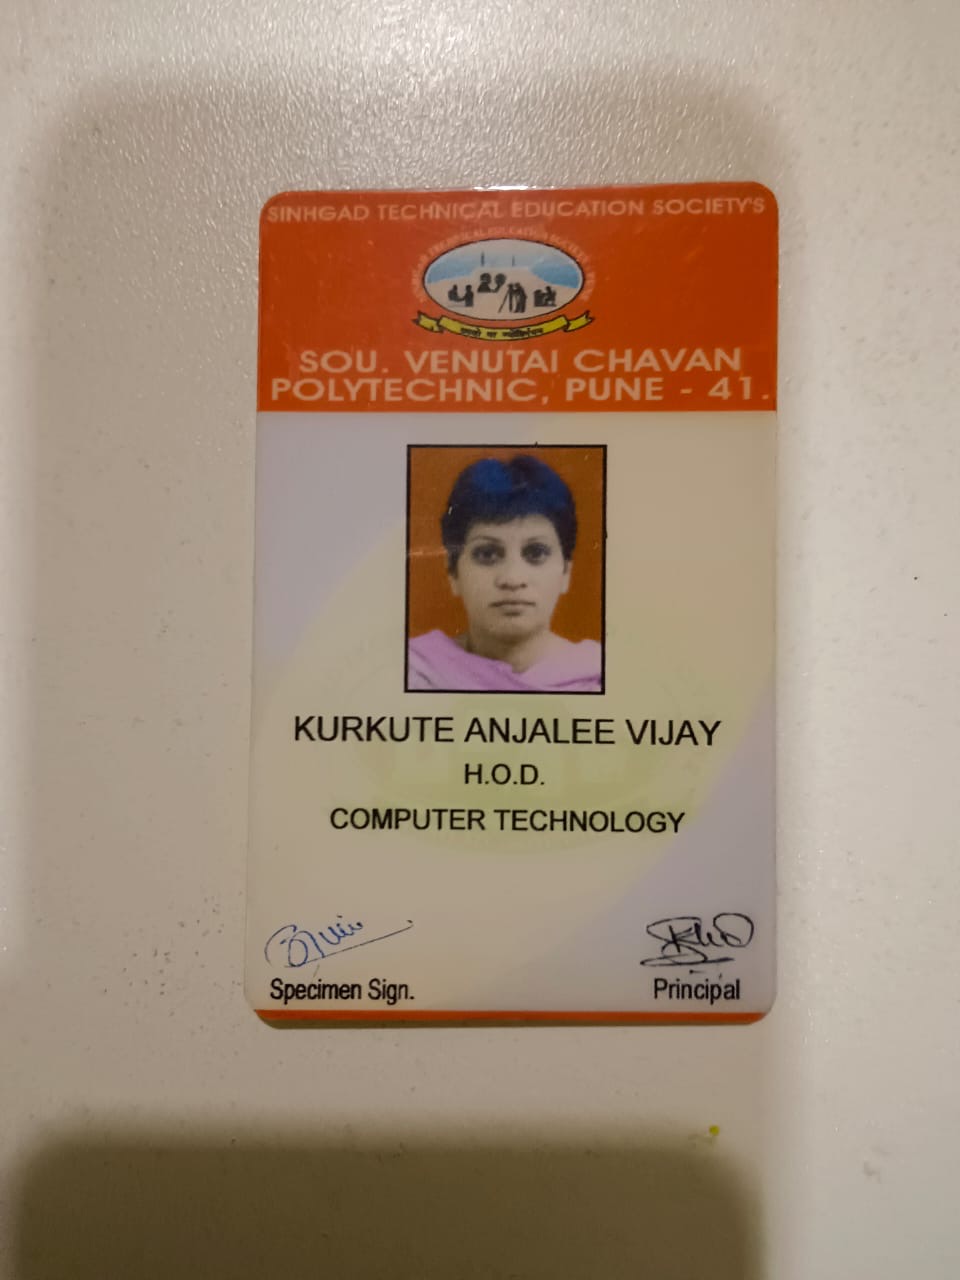 SINHGAD TECHNICAL EDUCATION SOCIETY'S
SOU. VENUTAI CHAVAN
POLYTECHNIC, PUNE - 41.
KURKUTE ANJALEE VIJAY
H.O.D.
COMPUTER TECHNOLOGY
Specimen Sign.
Principal